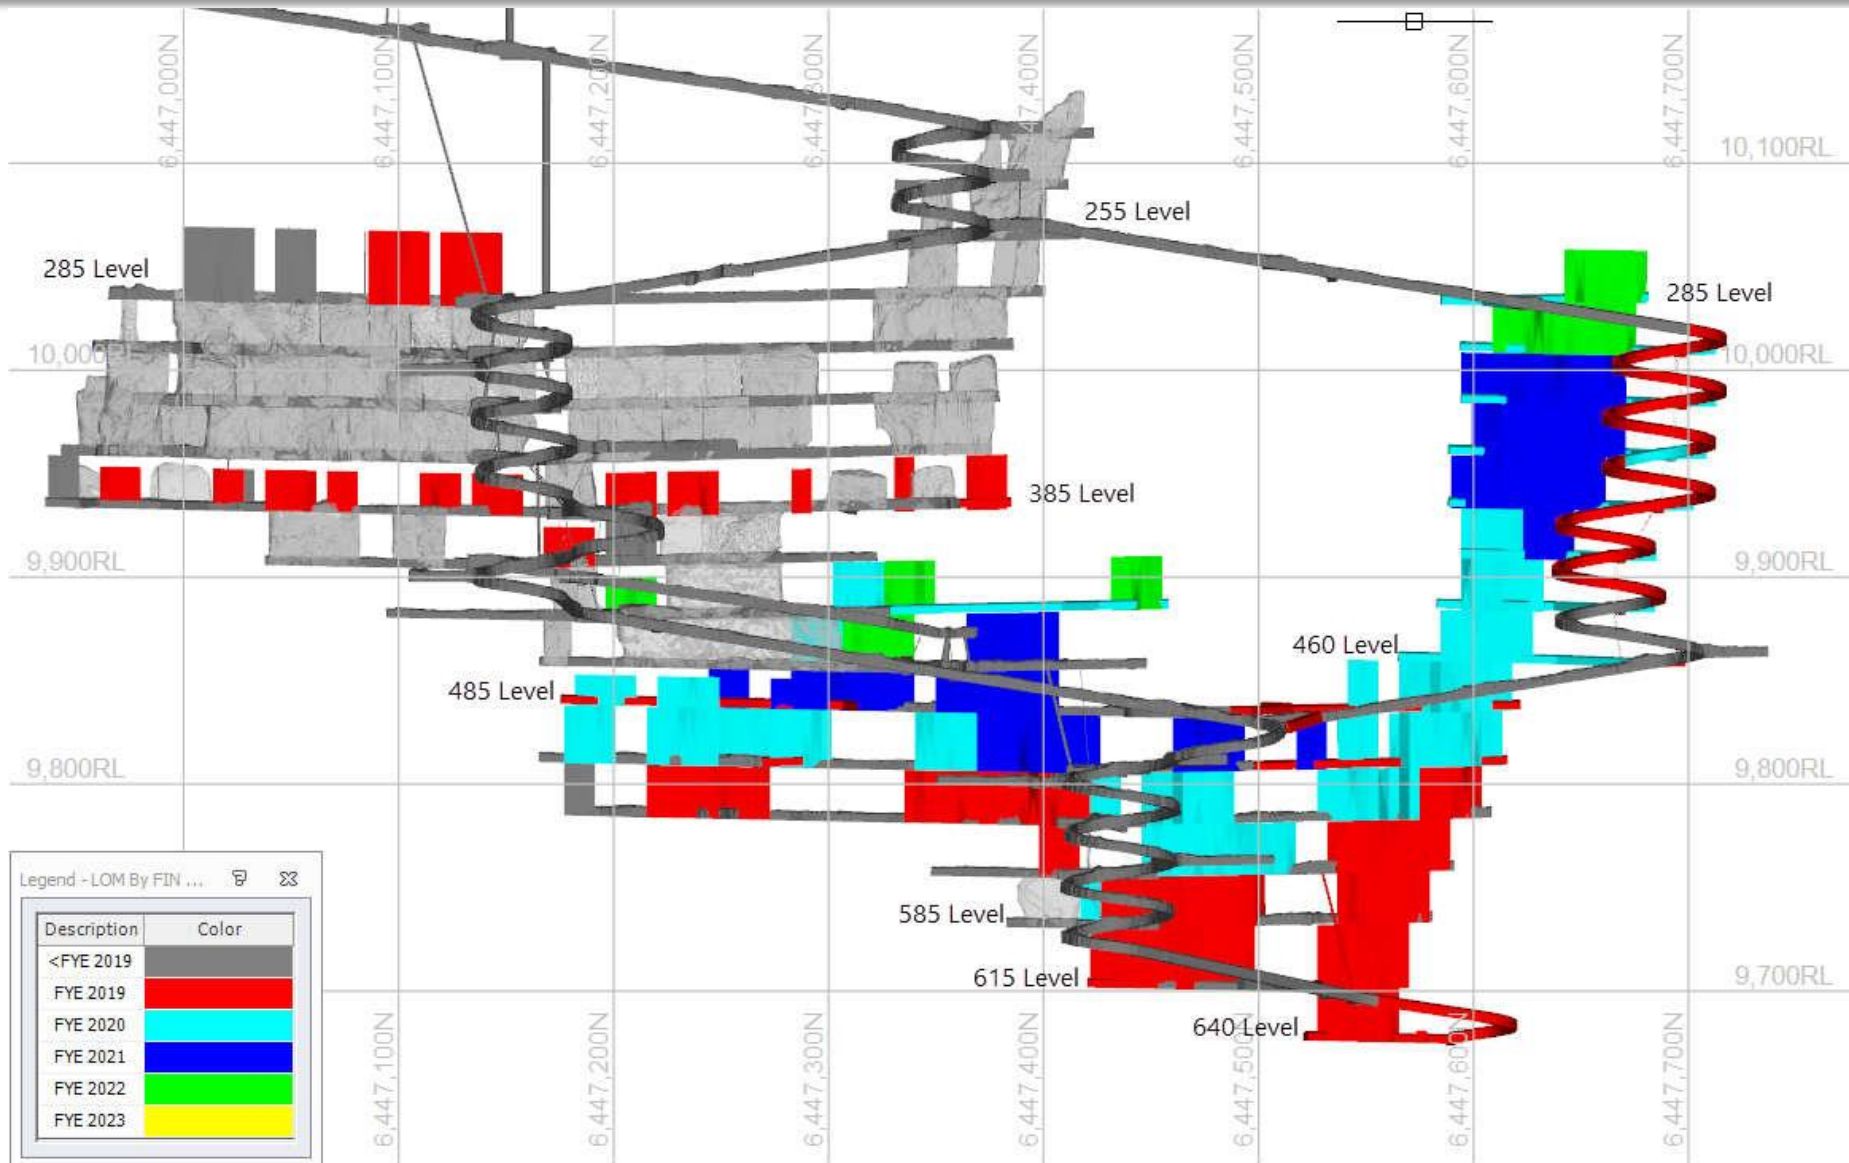 6,447,000N
6,447,100N
6,447,200N
6,447,300N
6,447,400N
6,447,500N
6,447,600N
6,447,700N
10,100RL
255 Level
285 Level
285 Level
10,000RL
10,000RL
385 Level
9,900RL
9,900RL
460 Level
485 Level
9,800RL
9,800RL
585 Level
615 Level
9,700RL
640 Level
Legend - LOM By FIN ...
Description Color
<FYE 2019
FYE 2019
FYE 2020
FYE 2021
FYE 2022
FYE 2023
6,447,100N
6,447,200N
6,447,300N
6,447,400N
6,447,500N
6,447,600N
6,447,700N